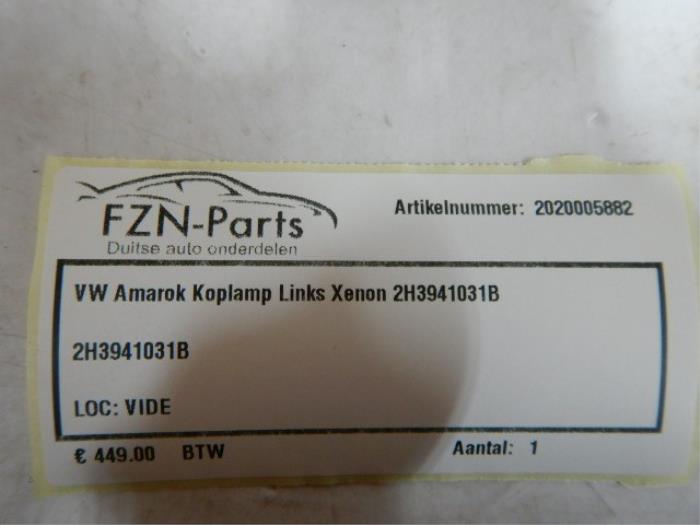 FZN-Parts
Duitse auto onderdelen
Artikelnummer: 2020005882
VW Amarok Koplamp Links Xenon 2H3941031B
2H3941031B
LOC: VIDE
€ 449.00 BTW
Aantal: 1